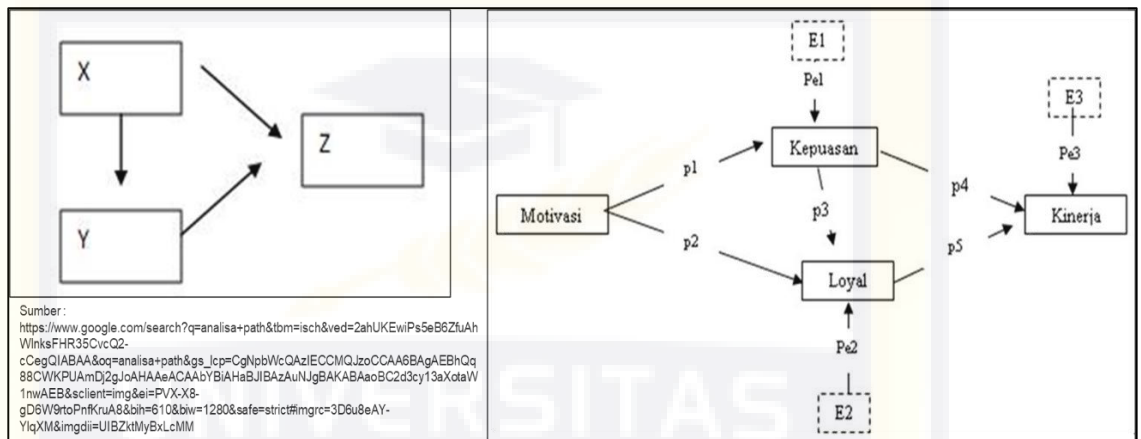 X
Z
Y
Sumber :
https://www.google.com/search?q=analisa+path&tbm=isch&ved=2ahUKEwiPs5eB6ZfuAh
WInksFHR35CvcQ2-
cCegQIABAA&oq=analisa+path&gs_lcp=CgNpbWcQAzIECCMQJzoCCAA6BAgAEBhQq
88CWKPUAmDj2gJoAHAAeACAAbYBiAHaBJIBAzAuNJgBAKABAaoBC2d3cy13aXotaW
1nwAEB&sclient=img&ei=PVX-X8-
gD6W9rtoPnfKruA8&bih=610&biw=1280&safe=strict#imgrc=3D6u8eAY-
YlqXM&imgdii=UIBZktMyBxLcMM
E1
Pe1
E3
Kepuasan
Pe3
p1
p4
Motivasi
p3
Kinerja
p2
p5
Loyal
Pe2
E2
UNIVERSITAS